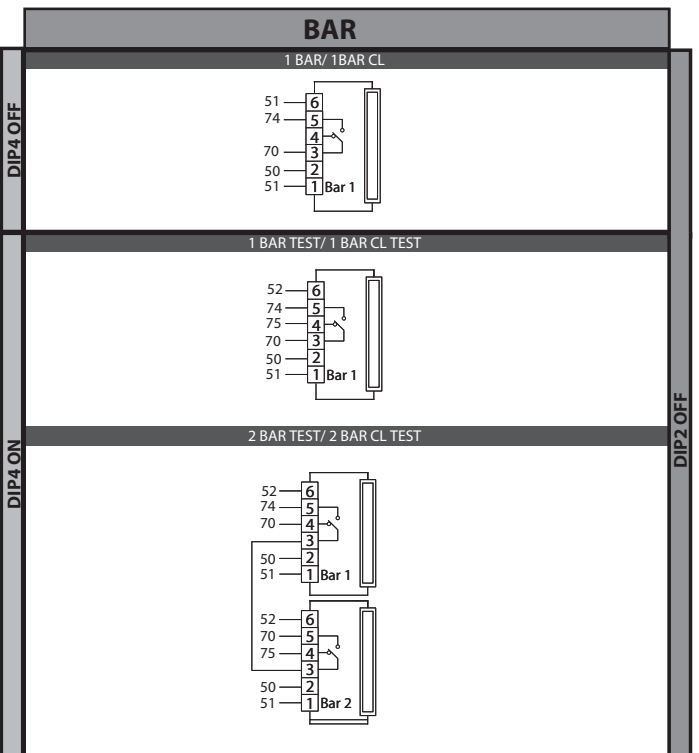 BAR
1 BAR/ 1BAR CL
DIP4 OFF
51 6
74 5
4
70 3
50 2
51 1 Bar 1
1 BAR TEST/ 1 BAR CL TEST
52 6
74 5
75 4
70 3
50 2
51 1 Bar 1
DIP2 OFF
2 BAR TEST/ 2 BAR CL TEST
DIP4 ON
52 6
74 5
70 4
3
50 2
51 1 Bar 1
52 6
70 5
75 4
3
50 2
51 1 Bar 2